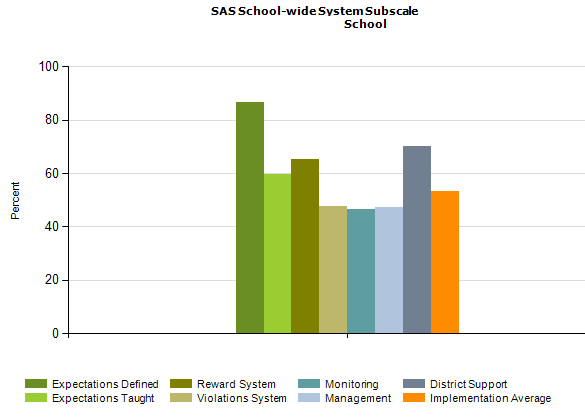 SAS School-wide System Subscale
School
100
80
60
40
20
0
Percent
Expectations Defined
Reward System
Monitoring
District Support
Expectations Taught
Violations System
Management
Implementation Average